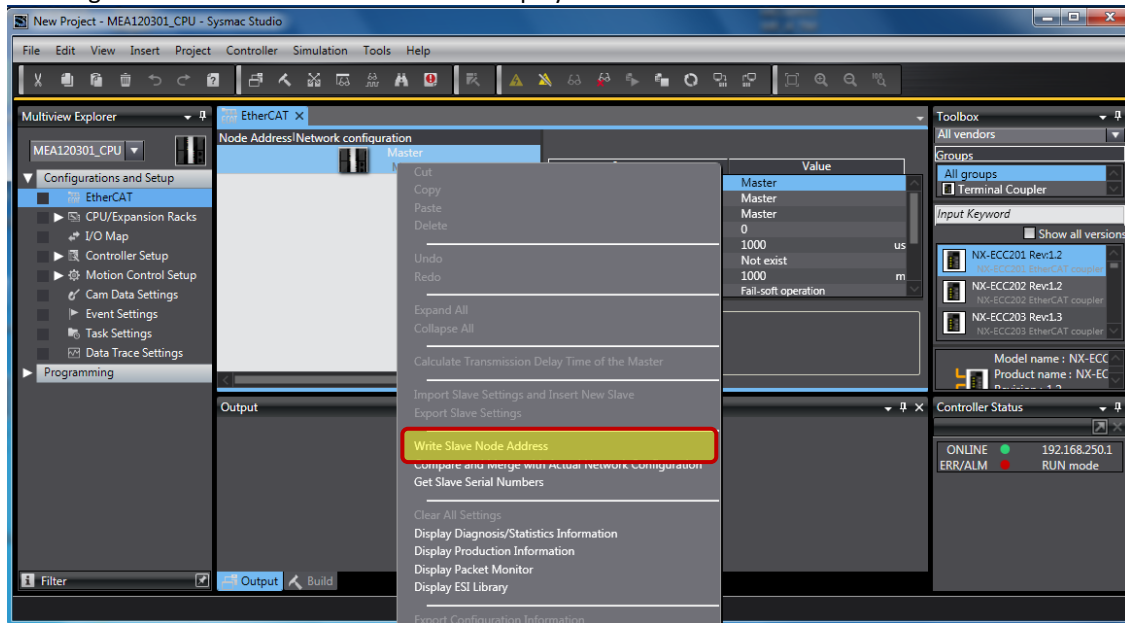 New Project - MEA120301_CPU - Sysmac Studio
File Edit View Insert Project Controller Simulation Tools Help
Multiview Explorer
MEA120301_CPU
Configurations and Setup
EtherCAT
CPU/Expansion Racks
I/O Map
Controller Setup
Motion Control Setup
Cam Data Settings
Event Settings
Task Settings
Data Trace Settings
Programming
Filter
EtherCAT
Node Address Network configuration
Master
Value
Master
Master
Master
0
1000 us
Not exist
1000 m
Fail-soft operation
Cut
Copy
Paste
Delete
Undo
Redo
Expand All
Collapse All
Calculate Transmission Delay Time of the Master
Import Slave Settings and Insert New Slave
Export Slave Settings
Write Slave Node Address
Compare and Merge with Actual Network Configuration
Get Slave Serial Numbers
Clear All Settings
Display Diagnosis/Statistics Information
Display Production Information
Display Packet Monitor
Display ESI Library
Export Configuration Information
Output
Output Build
Toolbox
All vendors
Groups
All groups
Terminal Coupler
Input Keyword
Show all versions
NX-ECC201 Rev:1.2
NX-ECC201 EtherCAT coupler
NX-ECC202 Rev:1.2
NX-ECC202 EtherCAT coupler
NX-ECC203 Rev:1.3
NX-ECC203 EtherCAT coupler
Model name : NX-ECC
Product name : NX-EC
Controller Status
ONLINE 192.168.250.1
ERR/ALM RUN mode